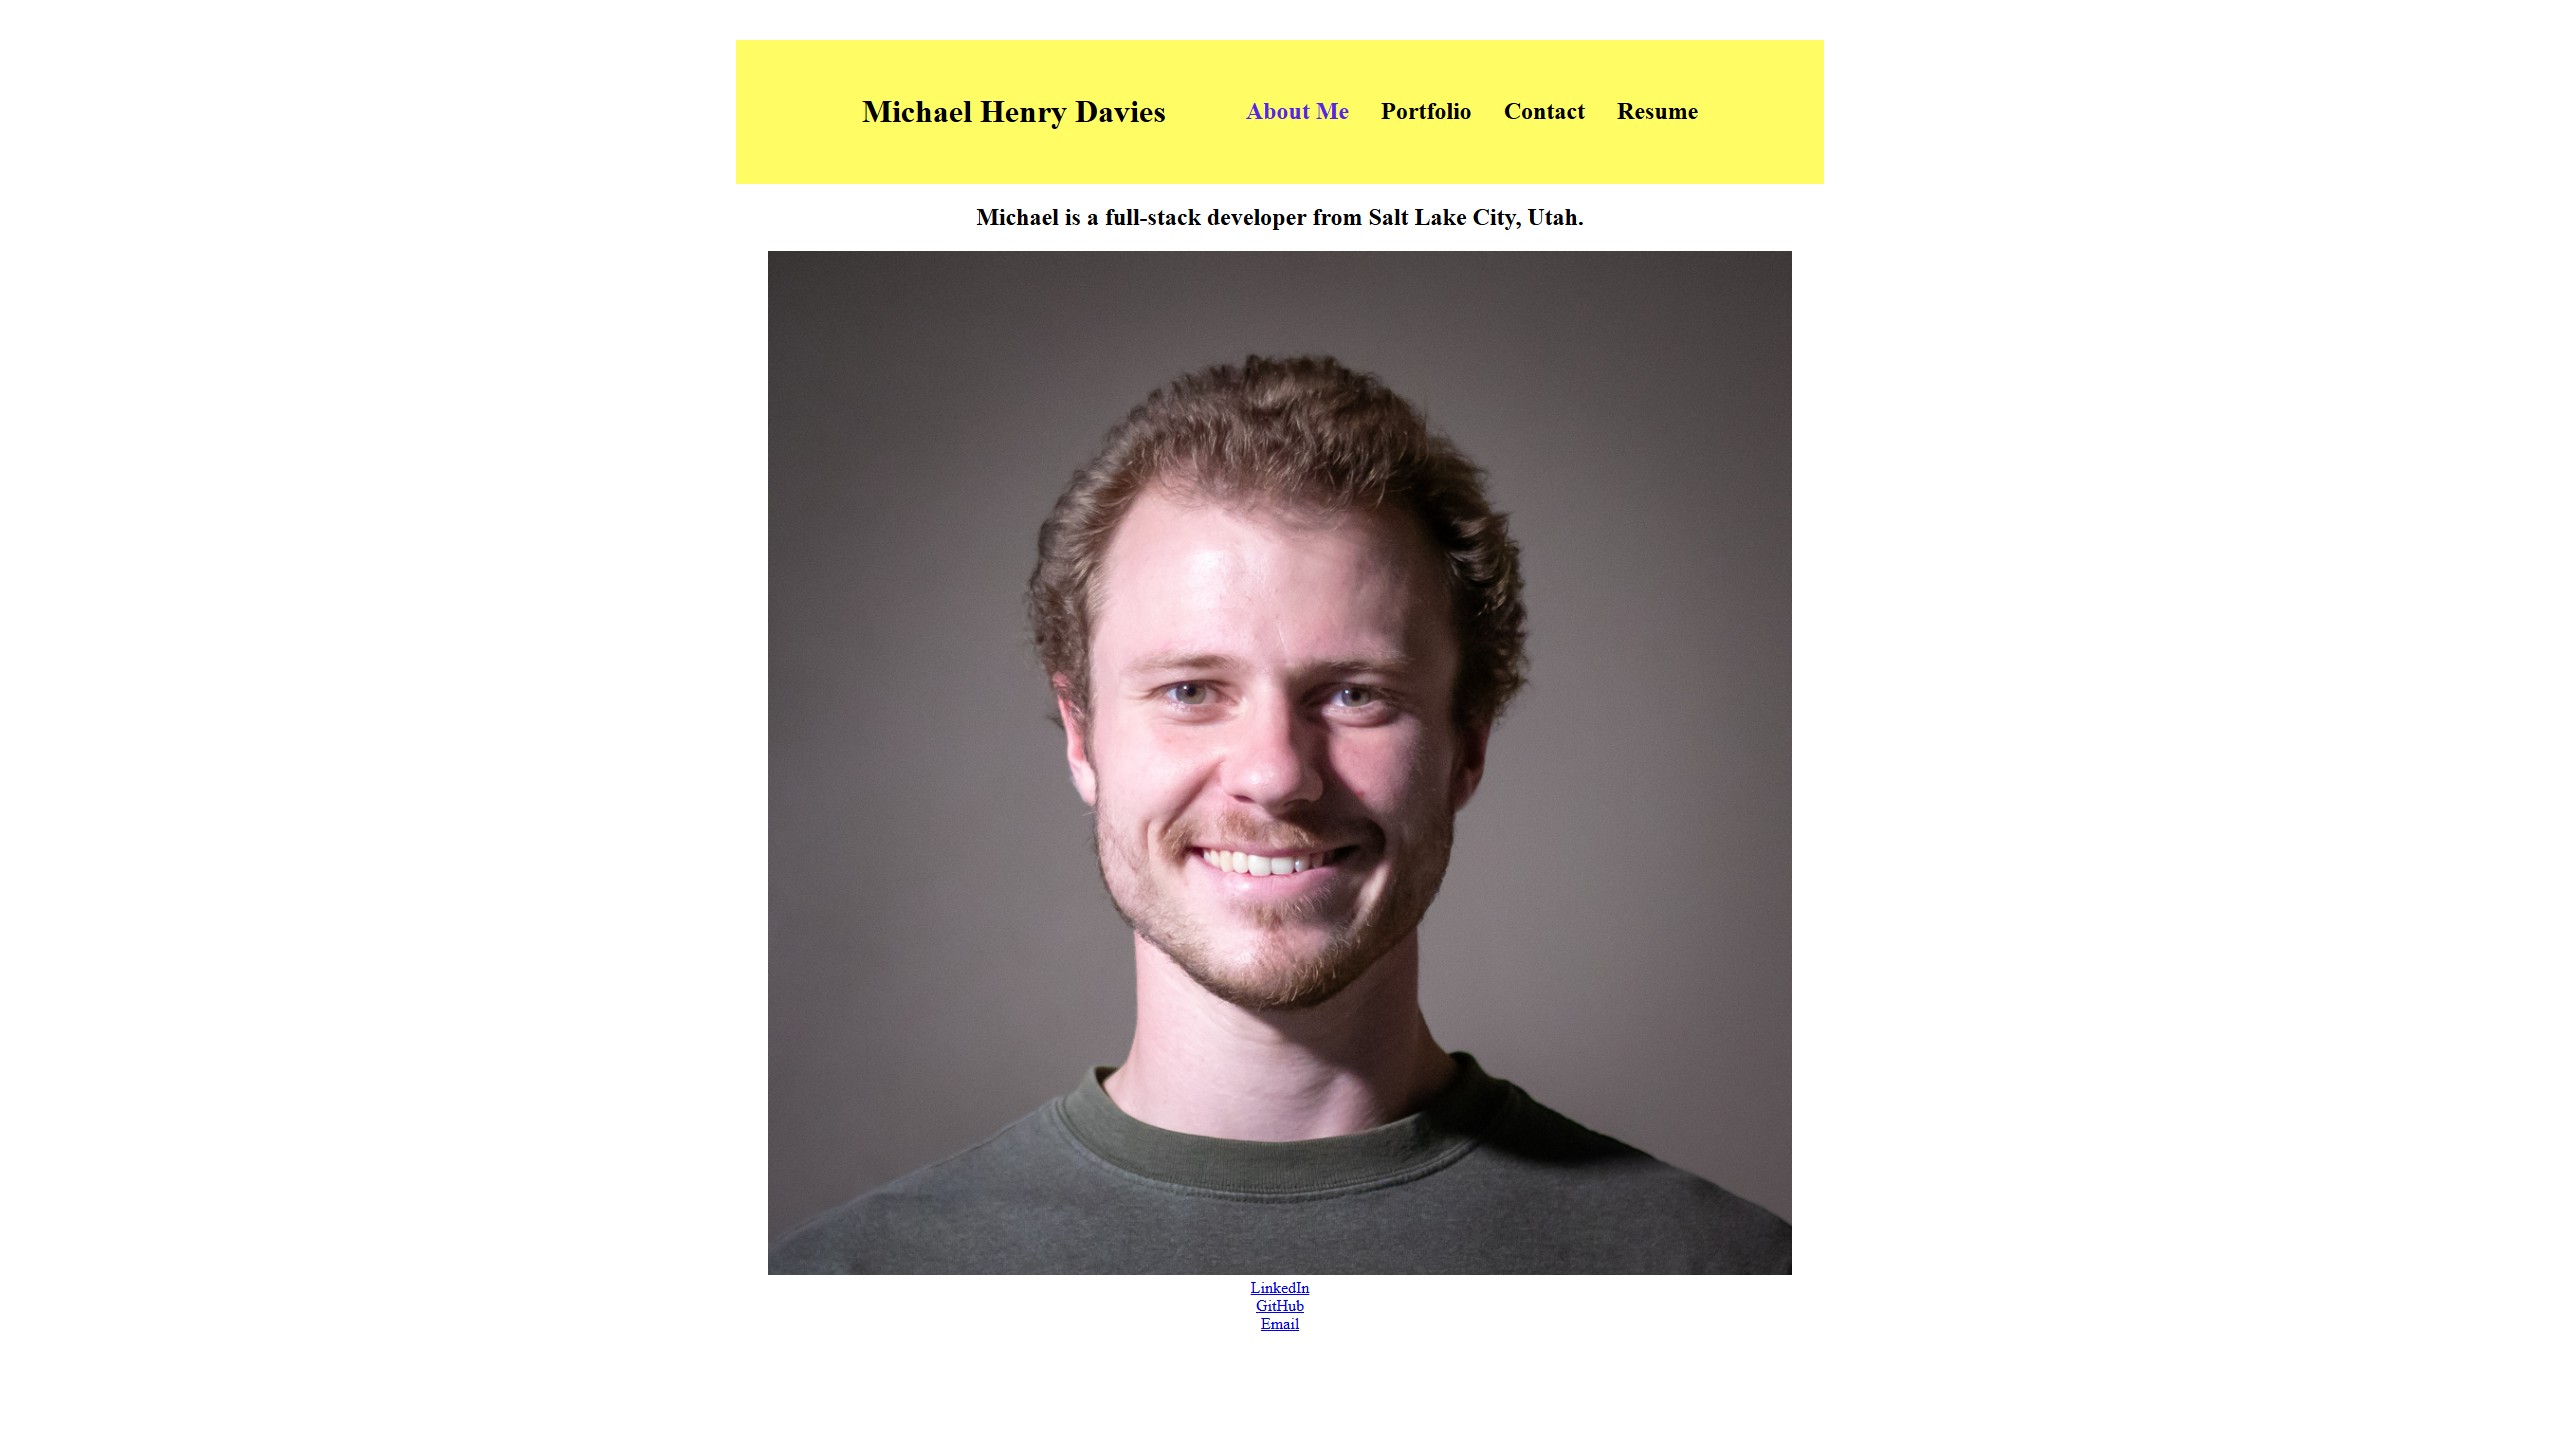 Michael Henry Davies
About Me Portfolio Contact Resume
Michael is a full-stack developer from Salt Lake City, Utah.
LinkedIn
GitHub
Email